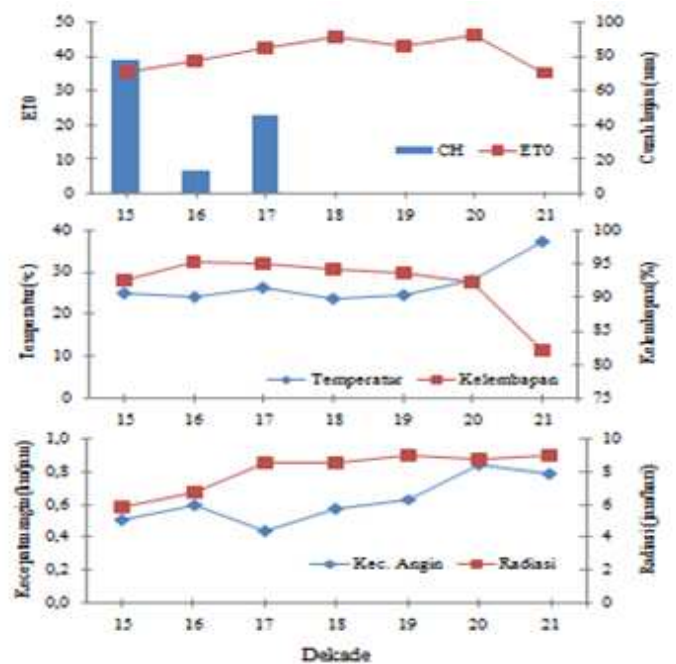 50 100
40 80
30 60
20 40
10 20
0 0
ET0
Curah hujan (mm)
CH ET0
15 16 17 18 19 20 21
40 100
30 95
20 90
10 85
0 80
75
Temperatur (°c)
Kelembapan (%)
Temperatur Kelembapan
15 16 17 18 19 20 21
1,0 10
0,8 8
0,6 6
0,4 4
0,2 2
0,0 0
Kecepatan angin (km/jam)
Radiasi (jam/hari)
Kec. Angin Radiasi
15 16 17 18 19 20 21
Dekade